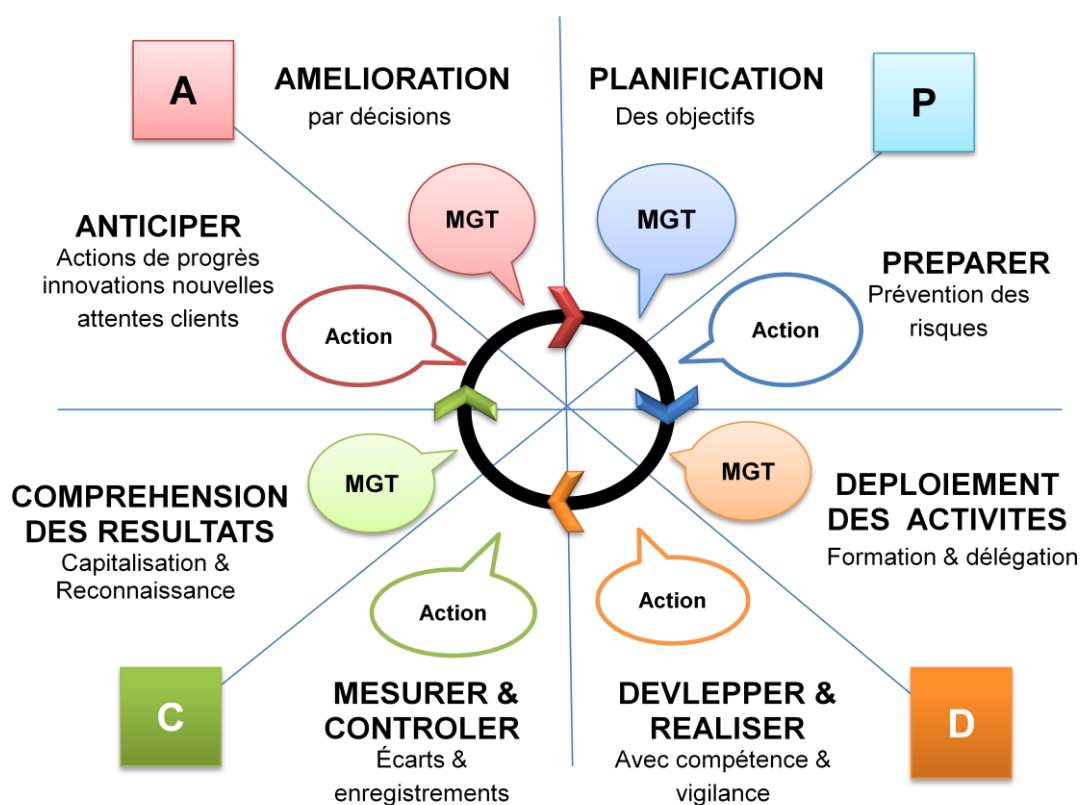 A
AMELIORATION
par décisions
PLANIFICATION
Des objectifs
P
MGT
MGT
ANTICIPER
Actions de progrès
innovations nouvelles
attentes clients
Action
Action
PREPARER
Prévention des
risques
COMPREHENSION
DES RESULTATS
Capitalisation &
Reconnaissance
MGT
MGT
DEPLOIEMENT
DES ACTIVITES
Formation & délégation
Action
Action
C
MESURER &
CONTROLER
Écarts &
enregistrements
DEVLEPPER &
REALISER
Avec compétence &
vigilance
D